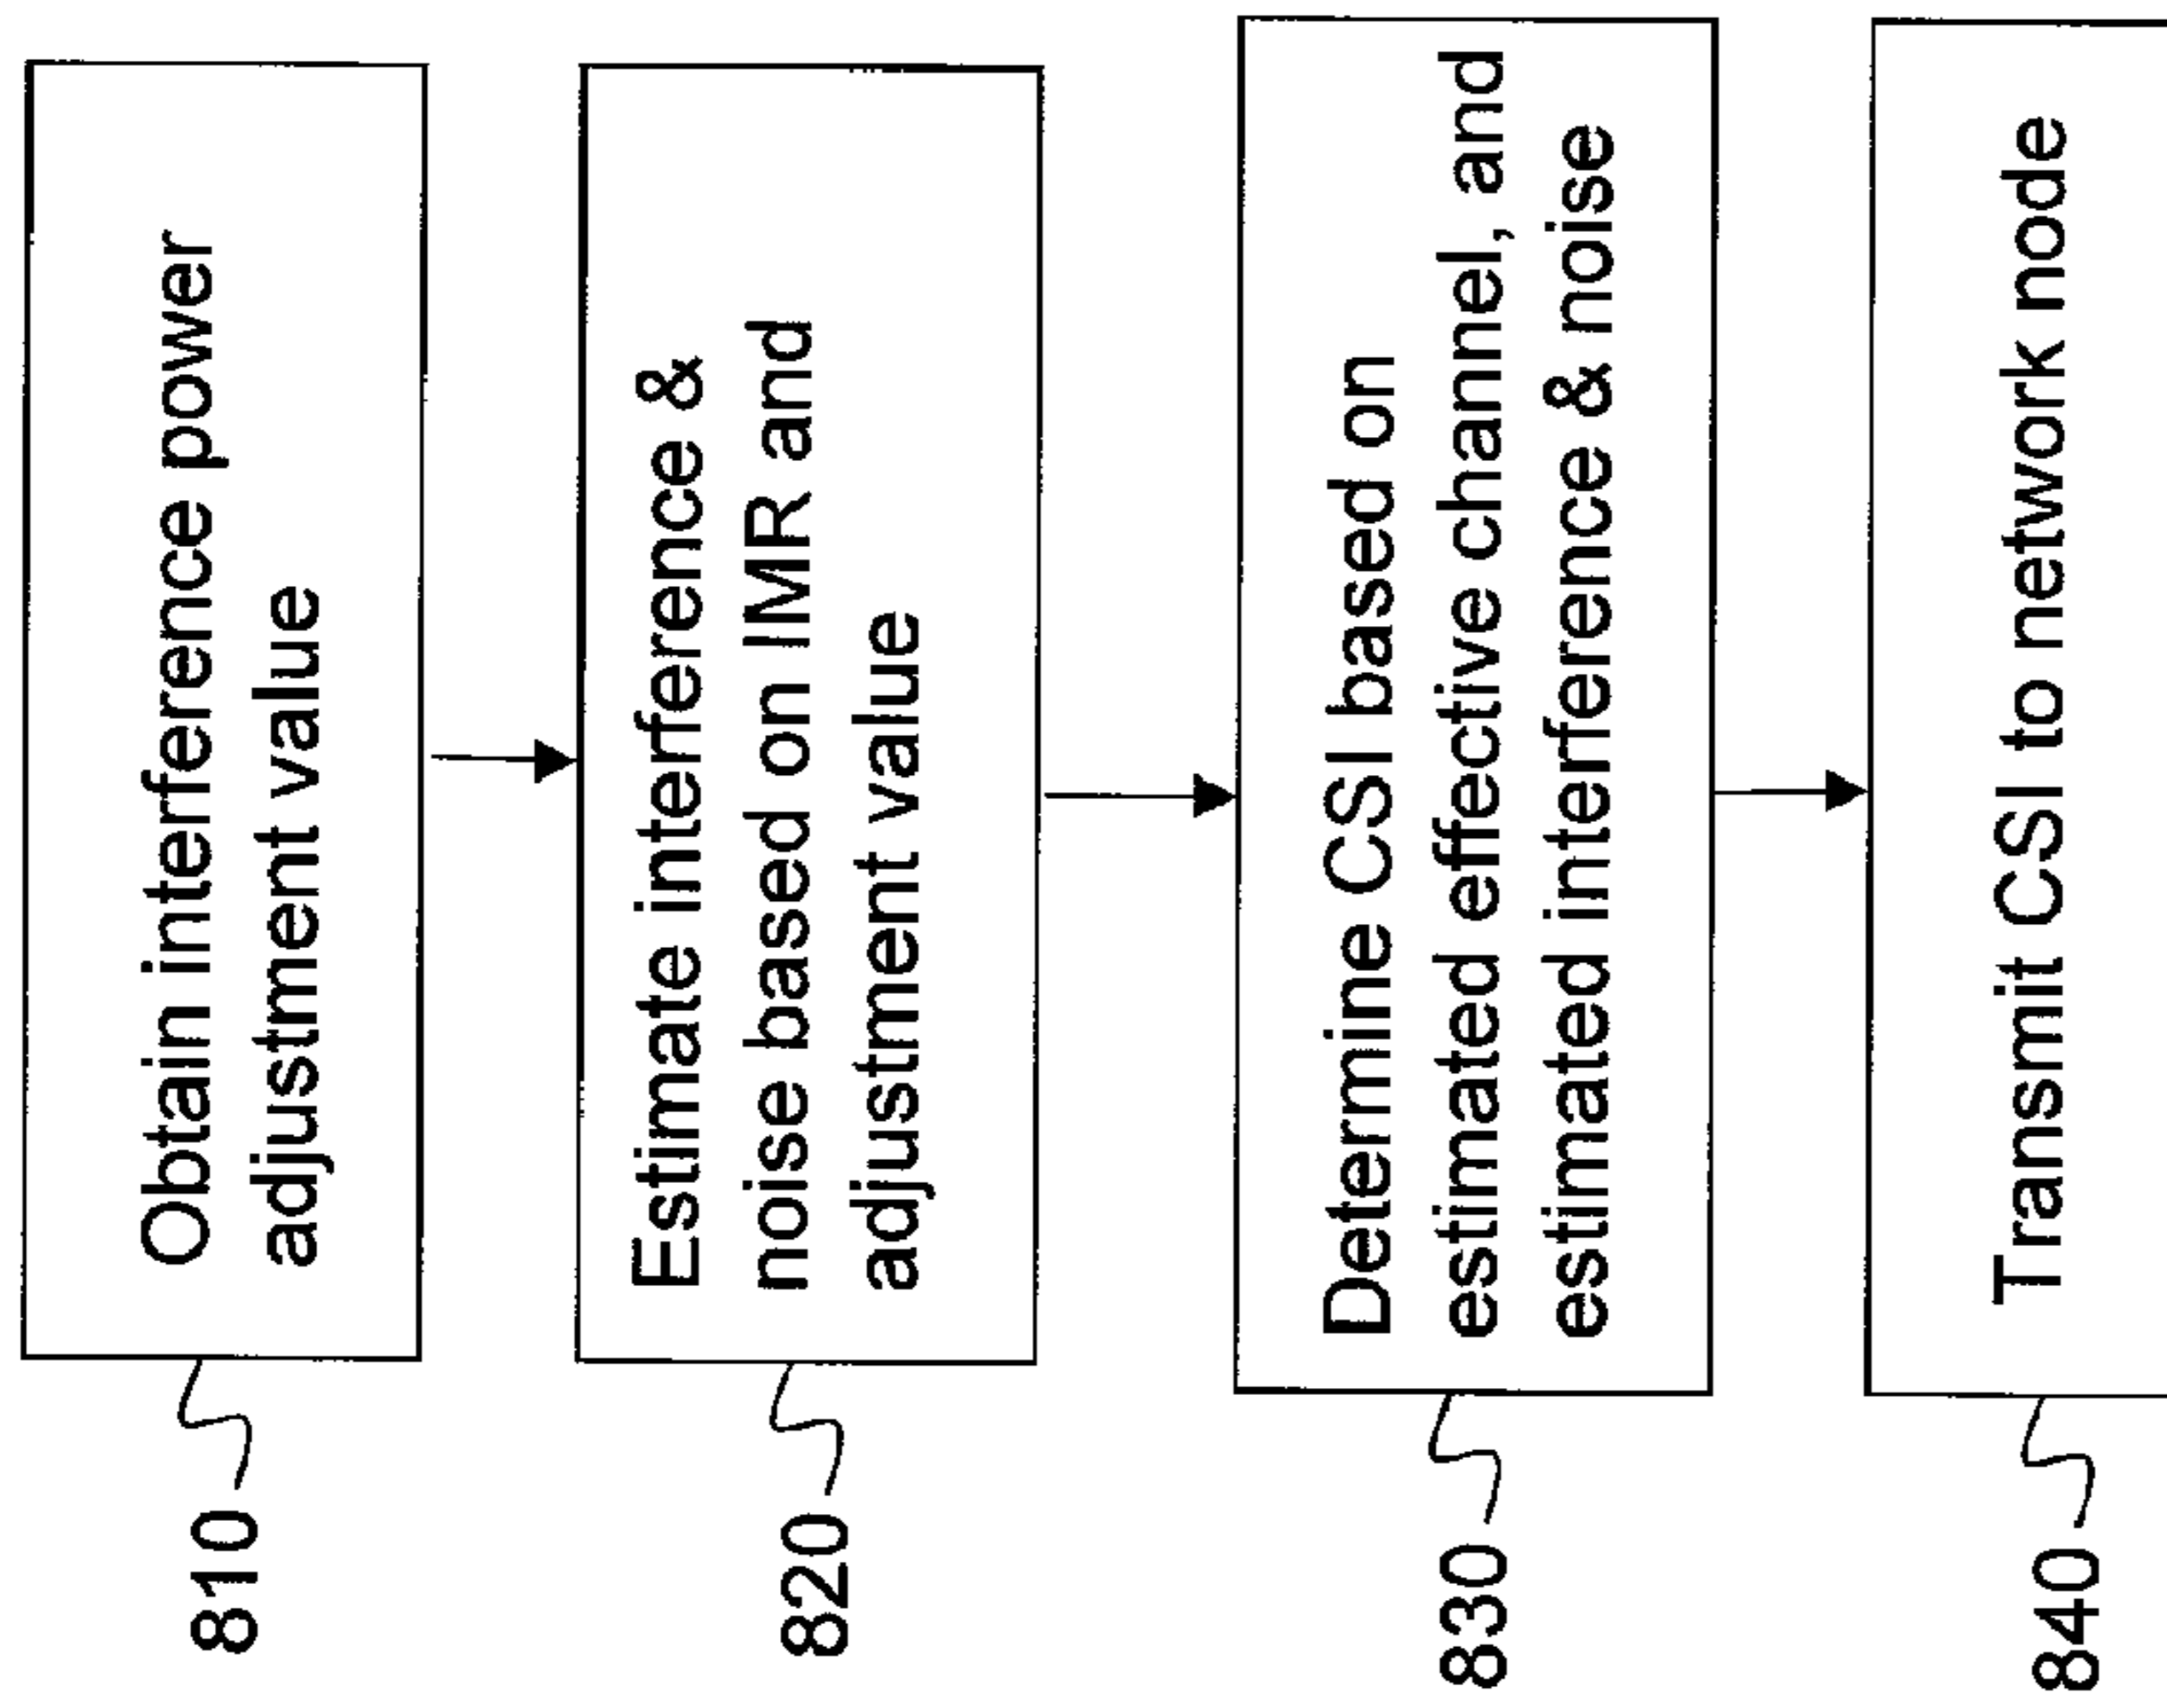 810
Obtain interference power
adjustment value
820
Estimate interference &
noise based on IMR and
adjustment value
830
Determine CSI based on
estimated effective channel, and
estimated interference & noise
840
Transmit CSI to network node